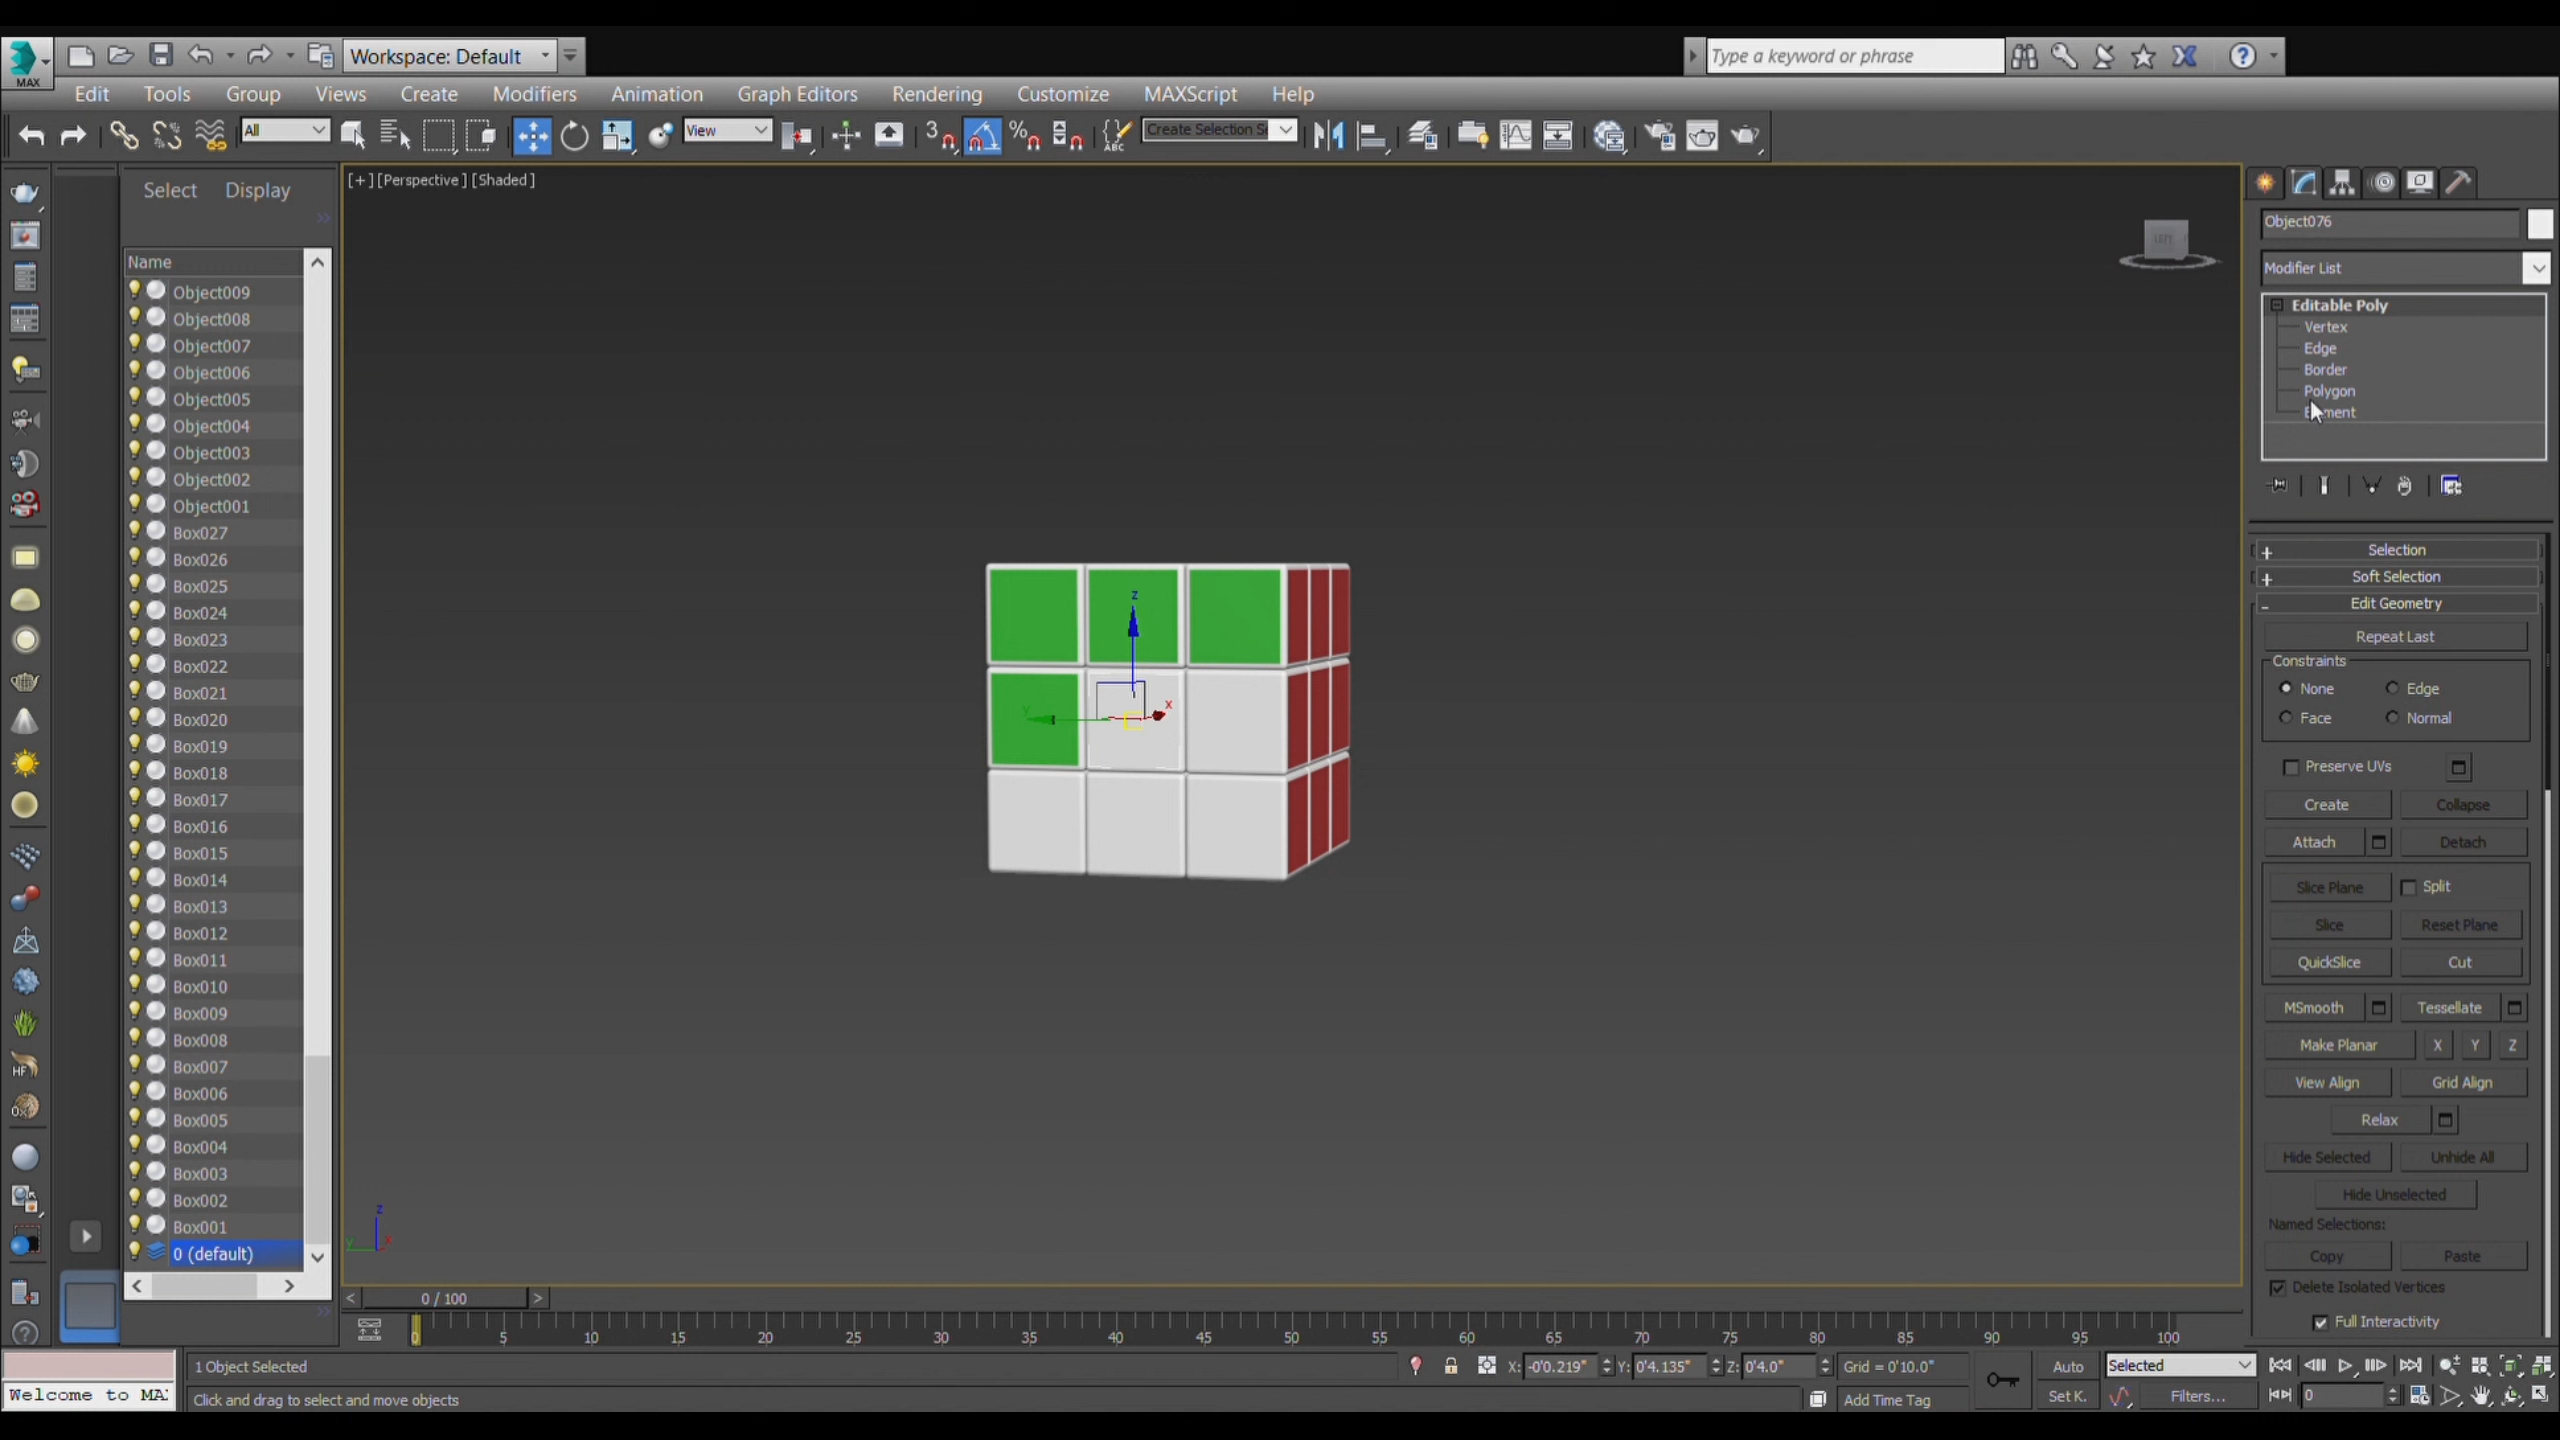 MAX
Workspace: Default
Type a keyword or phrase
Edit Tools Group Views Create Modifiers Animation Graph Editors Rendering Customize MAXScript Help
All
View
3
%
ABC
Create Selection Se
Select Display
[+] [Perspective] [Shaded]
Name
Object009
Object008
Object007
Object006
Object005
Object004
Object003
Object002
Object001
Box027
Box026
Box025
Box024
Box023
Box022
Box021
Box020
Box019
Box018
Box017
Box016
Box015
Box014
Box013
Box012
Box011
Box010
Box009
Box008
Box007
Box006
Box005
Box004
Box003
Box002
Box001
0 (default)
HF
z
y
x
z
y
x
Object076
Modifier List
Editable Poly
Vertex
Edge
Border
Polygon
Selection
Soft Selection
Edit Geometry
Repeat Last
Constraints
None Edge
Face Normal
Preserve UVs
Create Collapse
Attach Detach
Slice Plane Split
Slice Reset Plane
QuickSlice Cut
MSmooth Tessellate
Make Planar X Y Z
View Align Grid Align
Relax
Hide Selected Unhide All
Hide Unselected
Named Selections:
Copy Paste
Delete Isolated Vertices
Full Interactivity
< 0 / 100 >
0 5 10 15 20 25 30 35 40 45 50 55 60 65 70 75 80 85 90 95 100
1 Object Selected
X: -0'0.219" Y: 0'4.135" Z: 0'4.0" Grid = 0'10.0"
Auto Selected
Welcome to MAX
Click and drag to select and move objects
Add Time Tag
Set K. Filters...
0